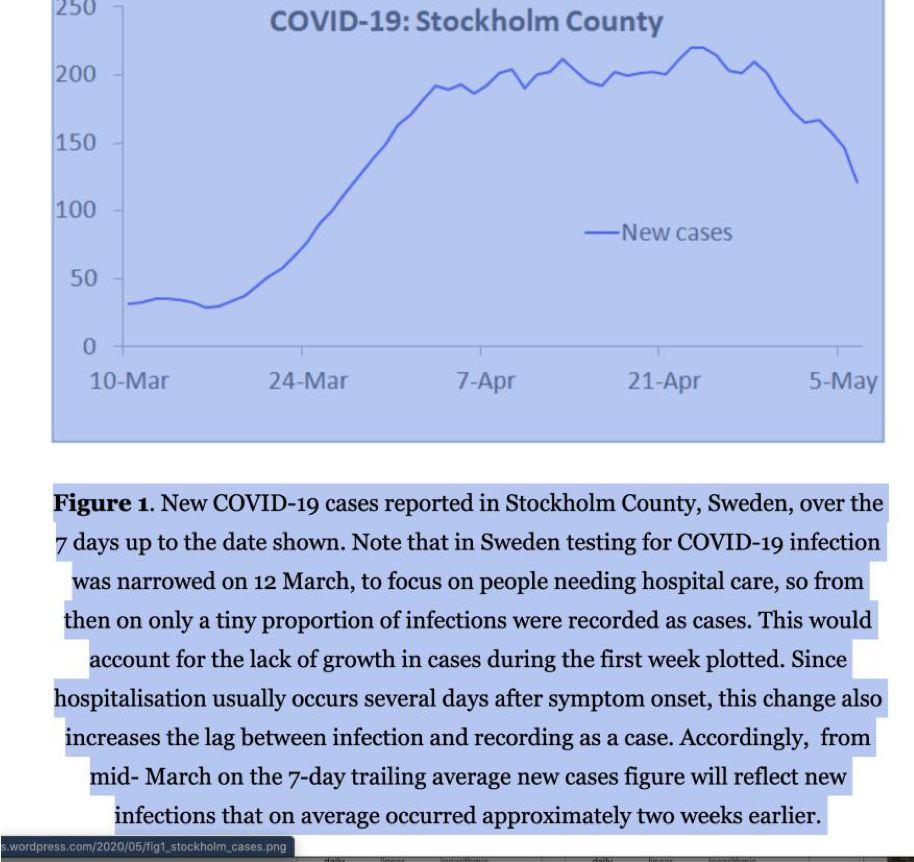 250
COVID-19: Stockholm County
200
150
100
New cases
50
0
10-Mar 24-Mar 7-Apr 21-Apr 5-May
Figure 1. New COVID-19 cases reported in Stockholm County, Sweden, over the
7 days up to the date shown. Note that in Sweden testing for COVID-19 infection
was narrowed on 12 March, to focus on people needing hospital care, so from
then on only a tiny proportion of infections were recorded as cases. This would
account for the lack of growth in cases during the first week plotted. Since
hospitalisation usually occurs several days after symptom onset, this change also
increases the lag between infection and recording as a case. Accordingly,  from
mid- March on the 7-day trailing average new cases figure will reflect new
infections that on average occurred approximately two weeks earlier.
s.wordpress.com/2020/05/fig1_stockholm_cases.png
daily linear logarithmic daily linear logarithmic